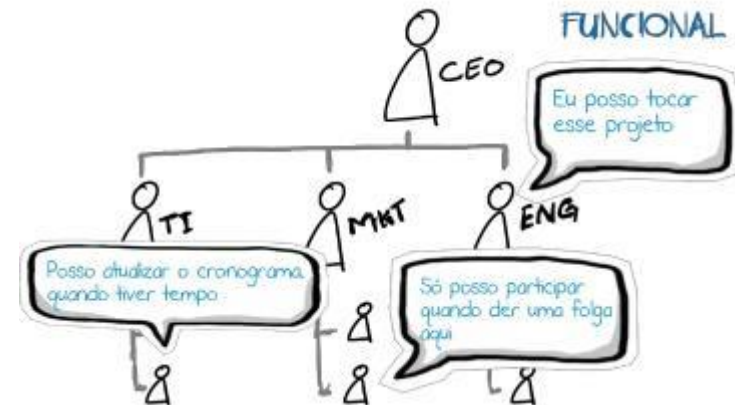 FUNCIONAL
CEO
Eu posso tocar
esse projeto
TI
MKT
ENG
Posso atualizar o cronograma
quando tiver tempo
Só posso participar
quando der uma folga
aqui